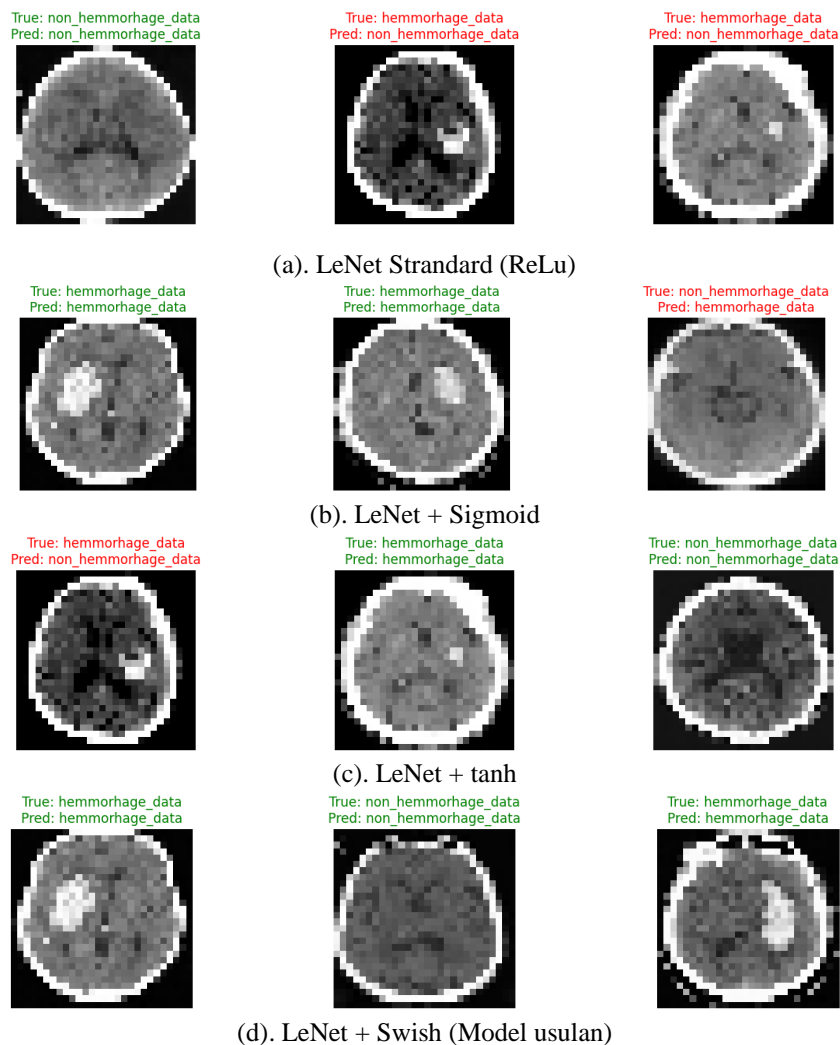 True: non_hemmorhage_data
Pred: non_hemmorhage_data
True: hemmorhage_data
Pred: non_hemmorhage_data
True: hemmorhage_data
Pred: non_hemmorhage_data
(a). LeNet Strandard (ReLu)
True: hemmorhage_data
Pred: hemmorhage_data
True: hemmorhage_data
Pred: hemmorhage_data
True: non_hemmorhage_data
Pred: hemmorhage_data
(b). LeNet + Sigmoid
True: hemmorhage_data
Pred: non_hemmorhage_data
True: hemmorhage_data
Pred: hemmorhage_data
True: non_hemmorhage_data
Pred: non_hemmorhage_data
(c). LeNet + tanh
True: hemmorhage_data
Pred: hemmorhage_data
True: non_hemmorhage_data
Pred: non_hemmorhage_data
True: hemmorhage_data
Pred: hemmorhage_data
(d). LeNet + Swish (Model usulan)